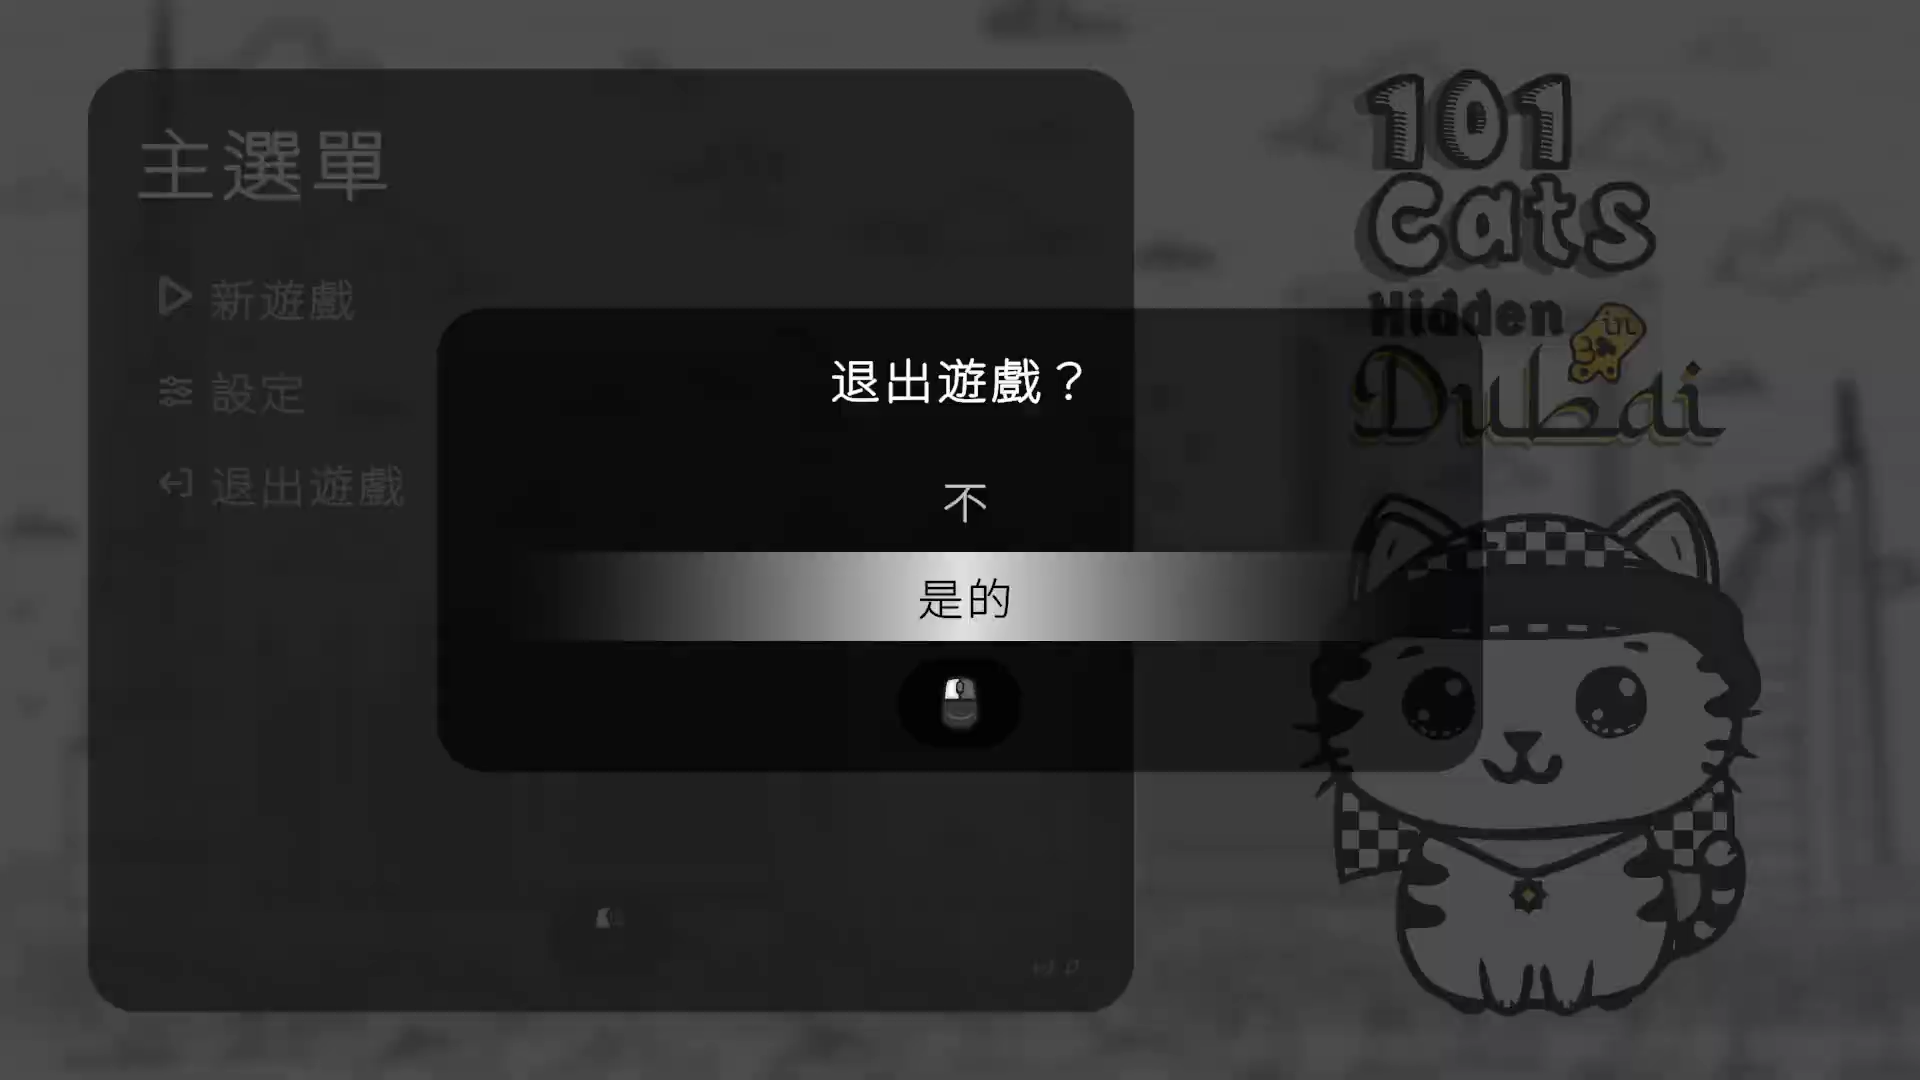 主選單
新遊戲
設定
退出遊戲
退出遊戲？
不
是的
101
Cats
Hidden
in
Dubai